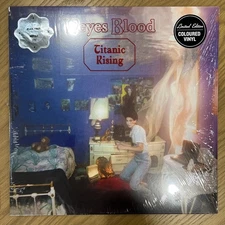 eyes Blood
Titanic
Rising
Limited Edition
COLOURED
VINYL